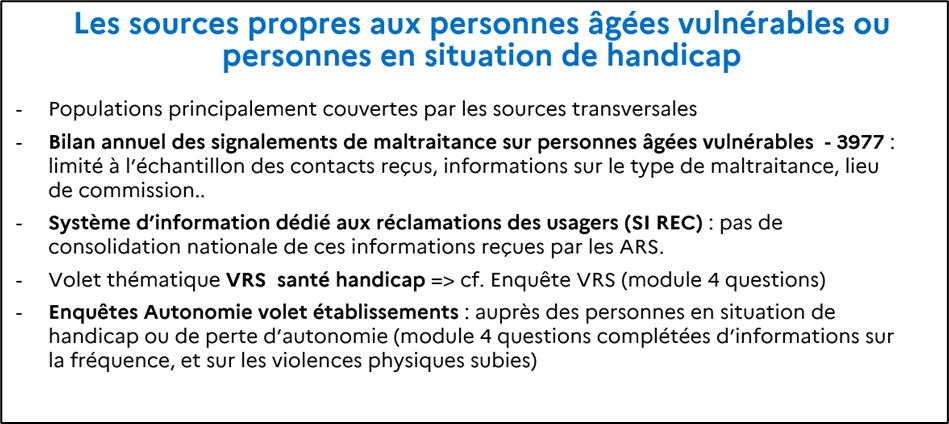 Les sources propres aux personnes âgées vulnérables ou
personnes en situation de handicap
- Populations principalement couvertes par les sources transversales
- Bilan annuel des signalements de maltraitance sur personnes âgées vulnérables - 3977 :
limité à l'échantillon des contacts reçus, informations sur le type de maltraitance, lieu
de commission..
- Système d'information dédié aux réclamations des usagers (SI REC) : pas de
consolidation nationale de ces informations reçues par les ARS.
- Volet thématique VRS santé handicap => cf. Enquête VRS (module 4 questions)
- Enquêtes Autonomie volet établissements : auprès des personnes en situation de
handicap ou de perte d'autonomie (module 4 questions complétées d'informations sur
la fréquence, et sur les violences physiques subies)